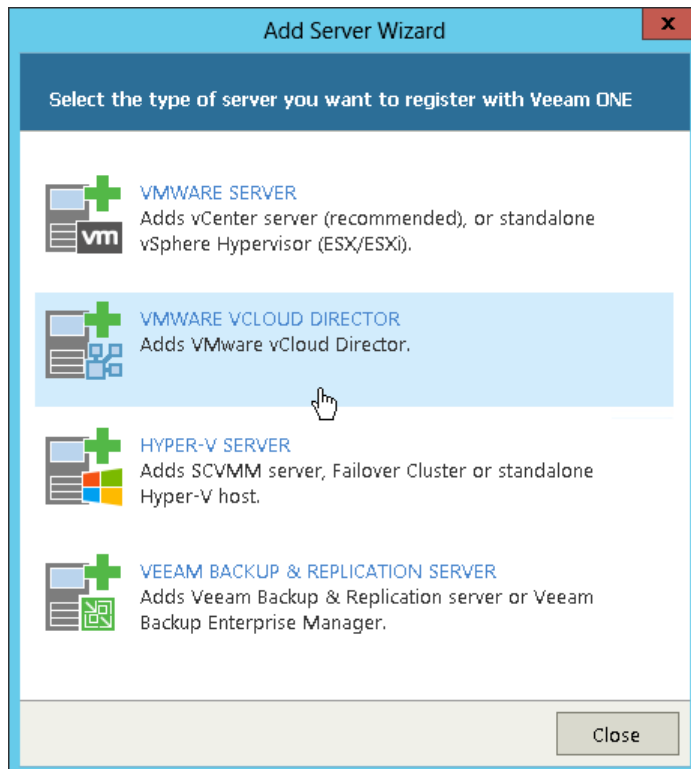 Add Server Wizard
x
Select the type of server you want to register with Veeam ONE
VMWARE SERVER
Adds vCenter server (recommended), or standalone
vSphere Hypervisor (ESX/ESXi).
vm
VMWARE VCLOUD DIRECTOR
Adds VMware vCloud Director.
HYPER-V SERVER
Adds SCVMM server, Failover Cluster or standalone
Hyper-V host.
VEEAM BACKUP & REPLICATION SERVER
Adds Veeam Backup & Replication server or Veeam
Backup Enterprise Manager.
Close